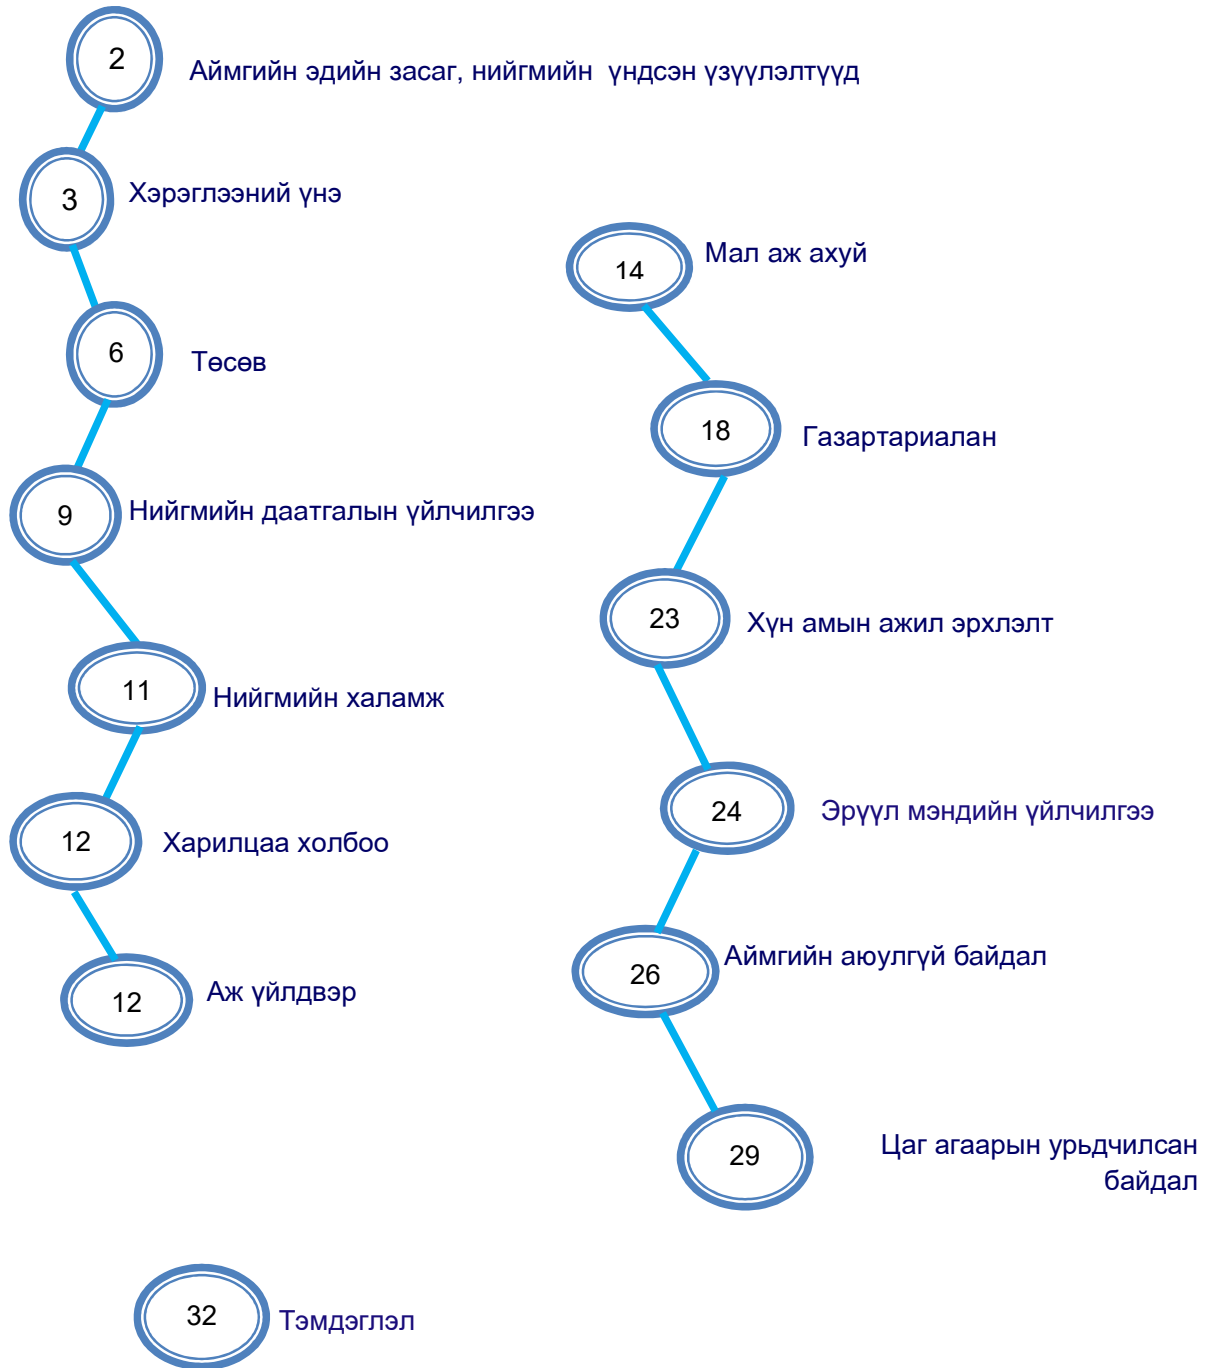 2
Аймгийн эдийн засаг, нийгмийн үндсэн үзүүлэлтүүд
3
Хэрэглээний үнэ
6
Төсөв
9
Нийгмийн даатгалын үйлчилгээ
11
Нийгмийн халамж
12
Харилцаа холбоо
12
Аж үйлдвэр
14
Мал аж ахуй
18
Газартариалан
23
Хүн амын ажил эрхлэлт
24
Эрүүл мэндийн үйлчилгээ
26
Аймгийн аюулгүй байдал
29
Цаг агаарын урьдчилсан
байдал
32
Тэмдэглэл